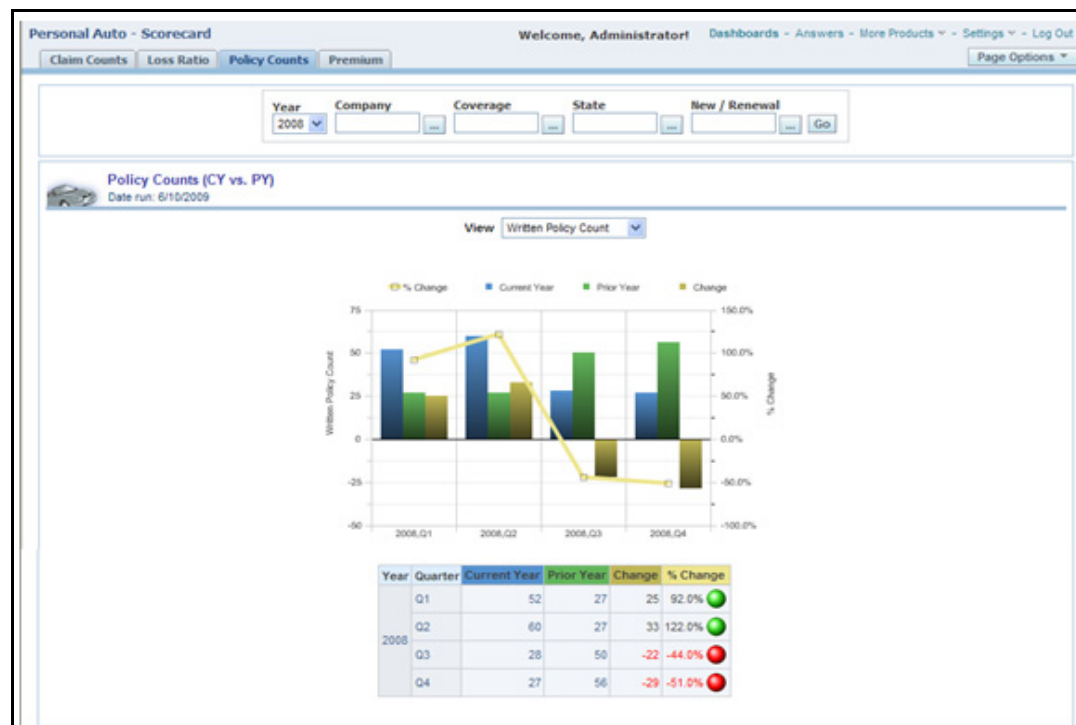 Personal Auto - Scorecard
Welcome, Administrator! Dashboards - Answers - More Products - Settings - Log Out
Claim Counts Loss Ratio Policy Counts Premium Page Options
Year Company Coverage State New / Renewal
2008 ... ... ... ... Go
Policy Counts (CY vs. PY)
Date run: 6/10/2009
View Written Policy Count
% Change Current Year Prior Year Change
75 150.0%
50 100.0%
25 50.0%
0 0.0%
-25 -50.0%
-50 -100.0%
Written Policy Count
% Change
2008,Q1 2008,Q2 2008,Q3 2008,Q4
Year Quarter Current Year Prior Year Change % Change
2008
Q1 52 27 25 92.0%
Q2 60 27 33 122.0%
Q3 28 50 -22 -44.0%
Q4 27 56 -29 -51.0%